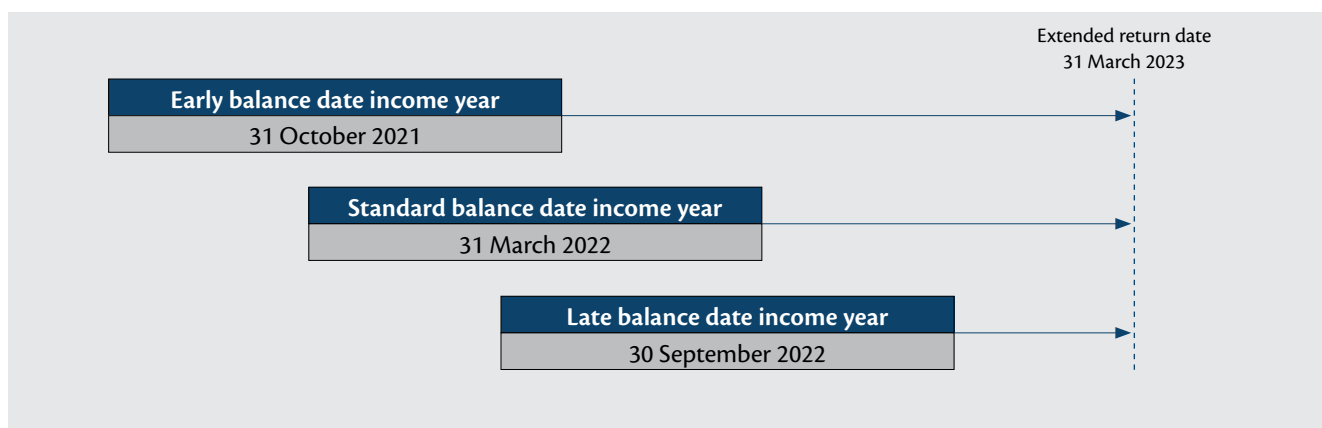 Extended return date
31 March 2023
Early balance date income year
31 October 2021
Standard balance date income year
31 March 2022
Late balance date income year
30 September 2022